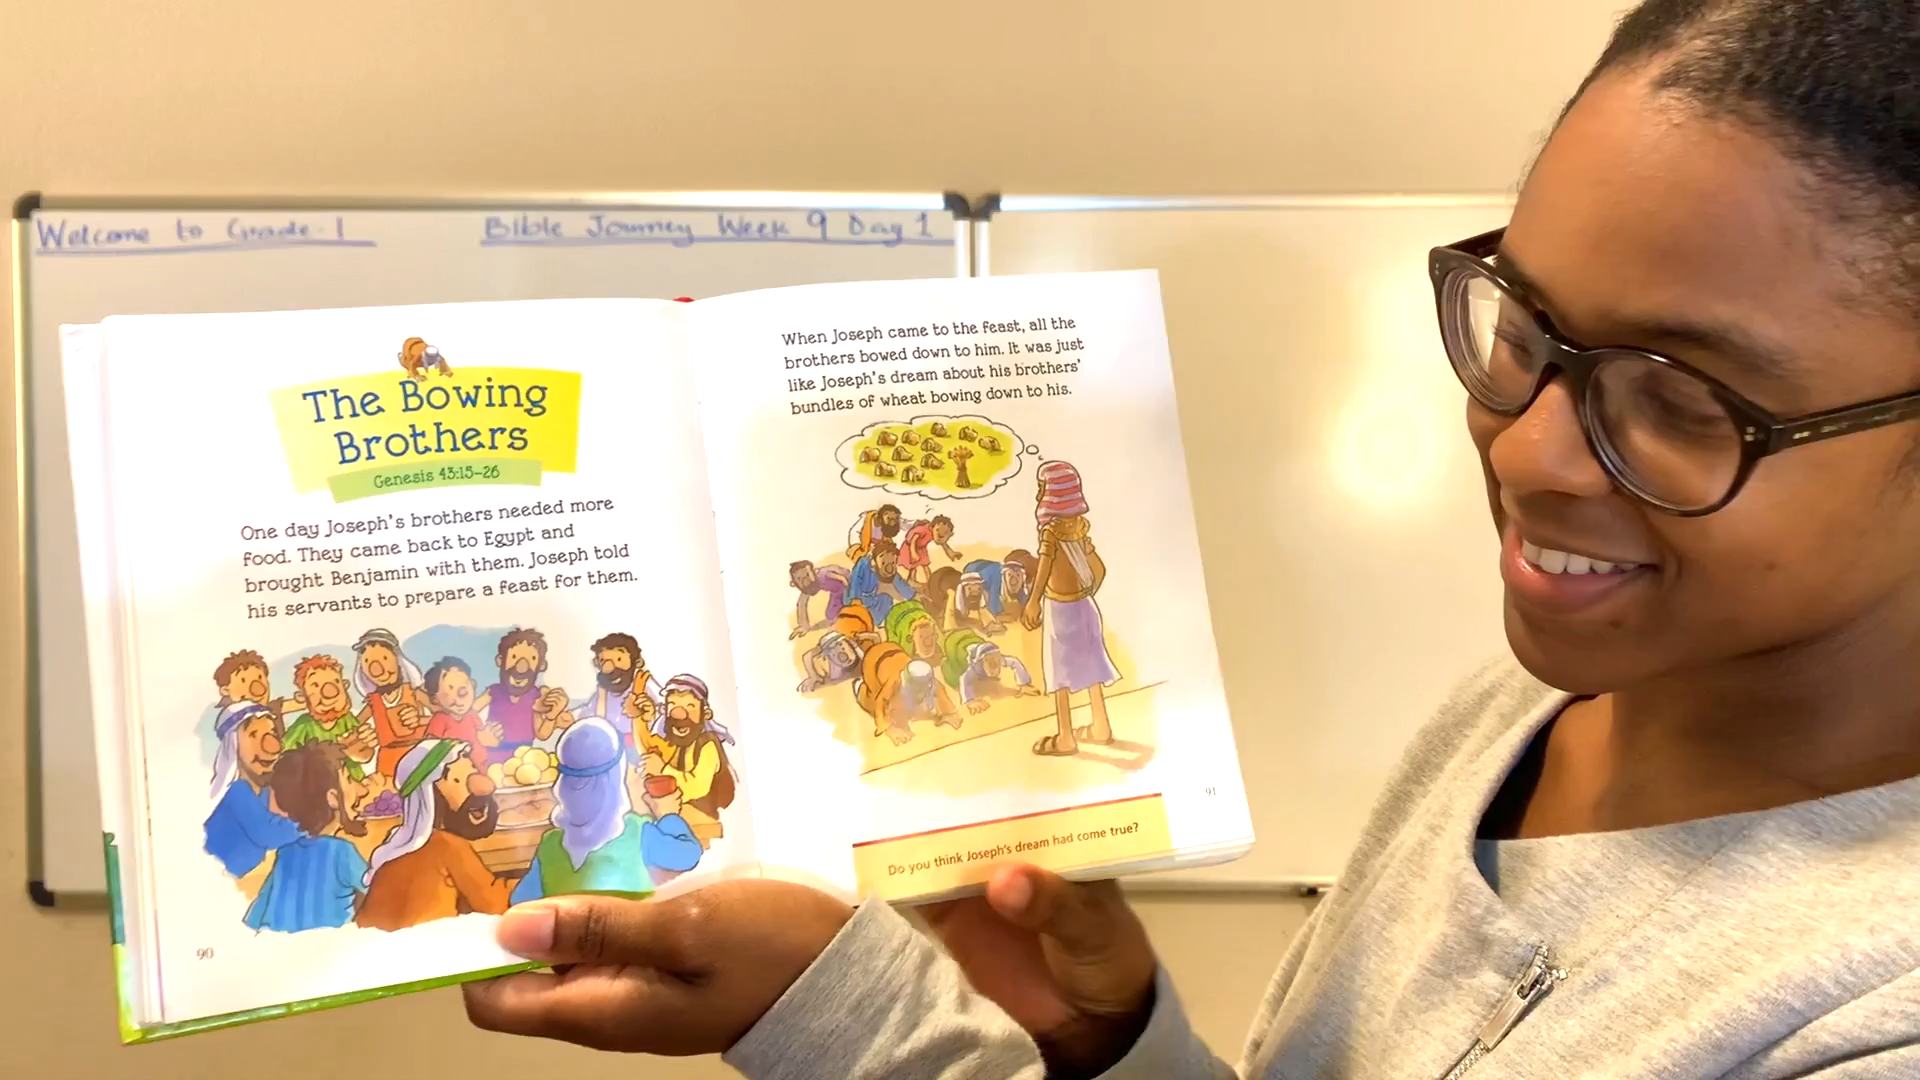 Welcome to Grade-1
Bible Journey Week 9 Day 1
The Bowing
Brothers
Genesis 43:15–26
One day Joseph's brothers needed more
food. They came back to Egypt and
brought Benjamin with them. Joseph told
his servants to prepare a feast for them.
90
When Joseph came to the feast, all the
brothers bowed down to him. It was just
like Joseph's dream about his brothers'
bundles of wheat bowing down to his.
91
Do you think Joseph's dream had come true?